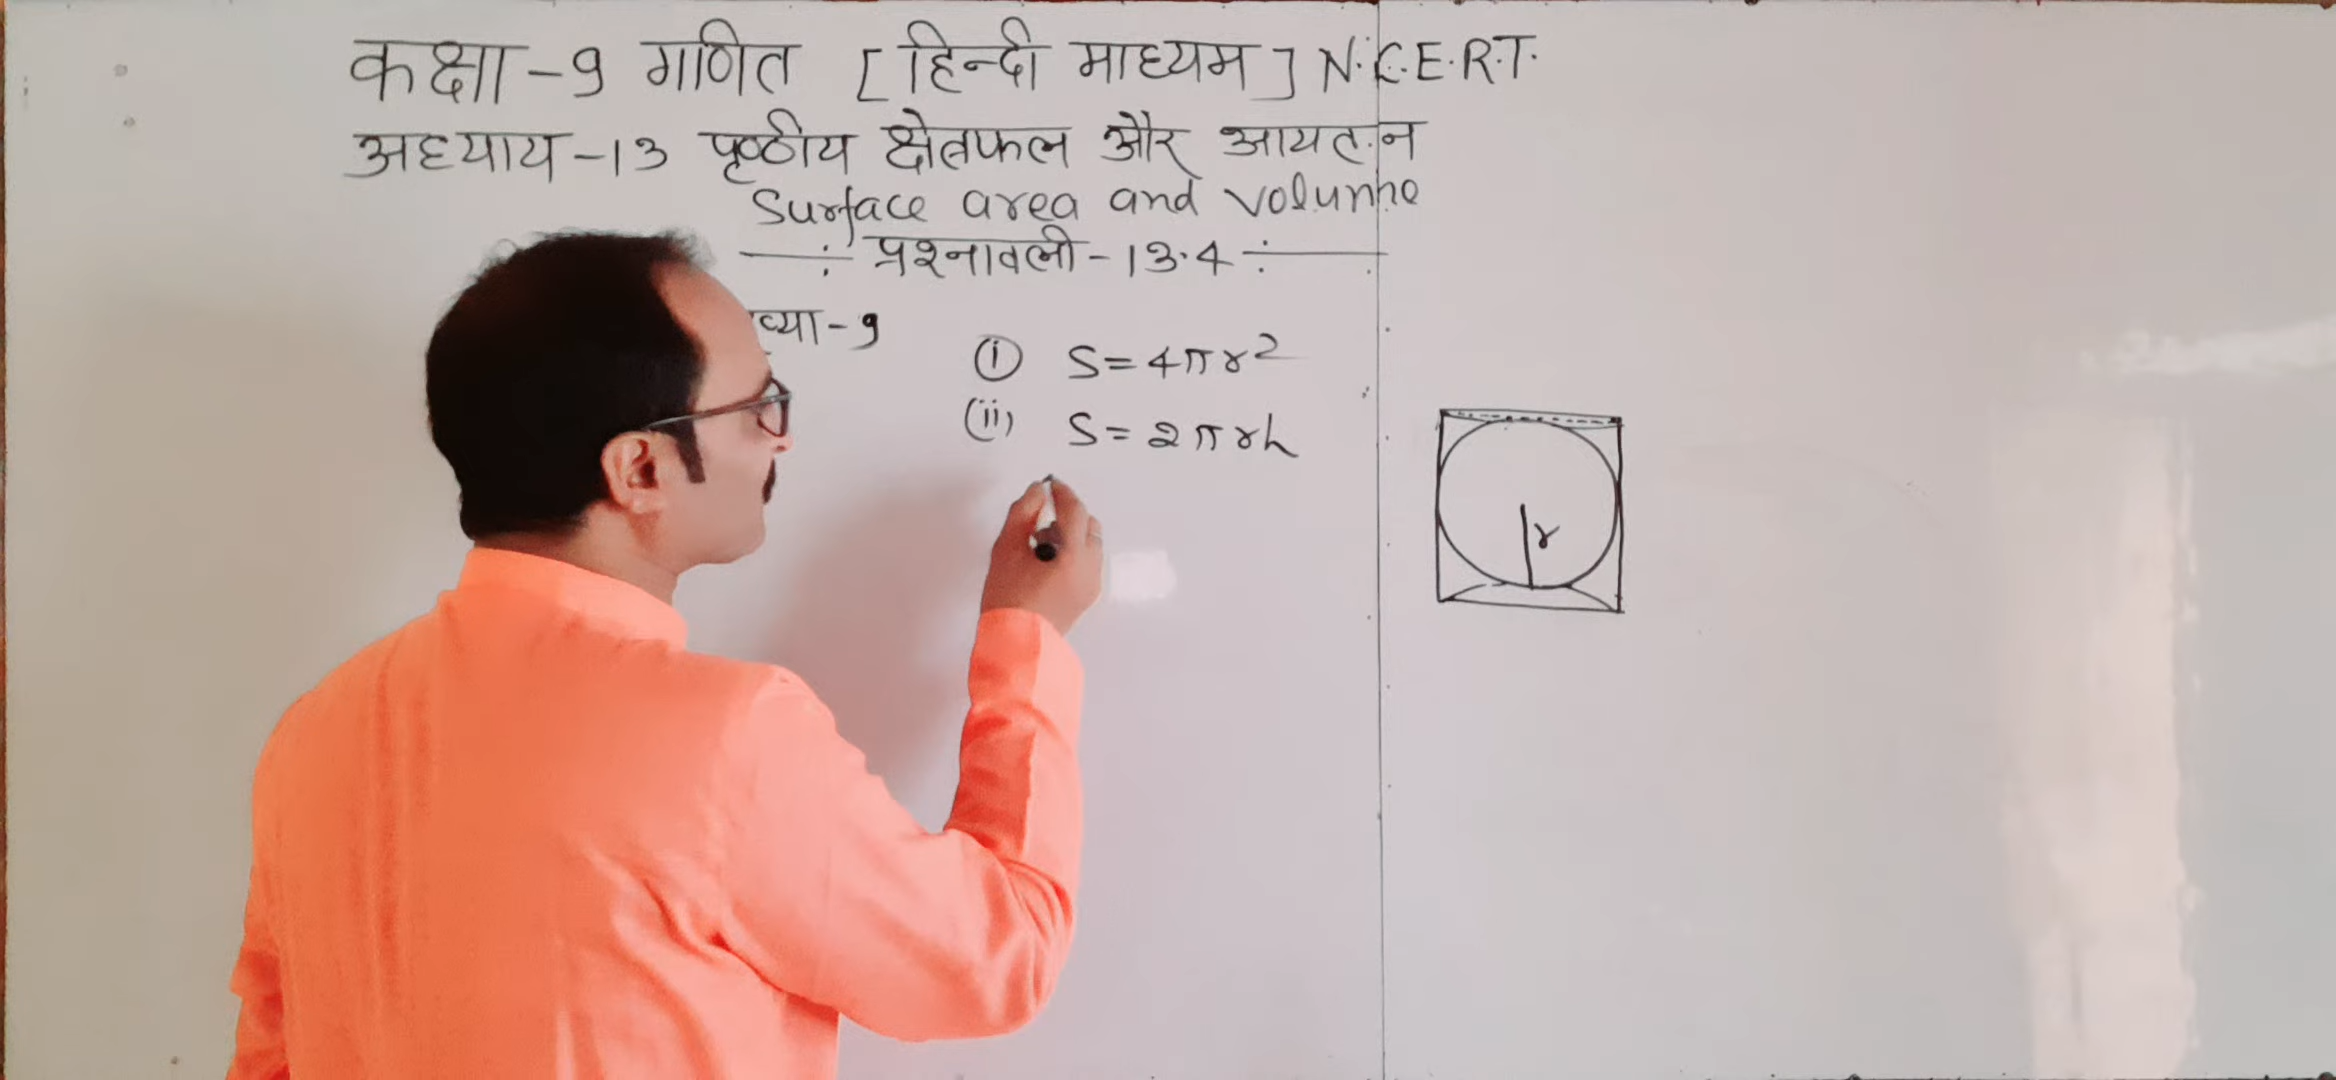 कक्षा -9 गणित [हिन्दी माध्यम] N.C.E.R.T.
अध्याय -13 पृष्ठीय क्षेत्रफल और आयतन
Surface area and volume
÷ प्रश्नावली - 13.4 ÷
ख्या - 9
(i) S = 4πr²
(ii) S = 2πrh
r